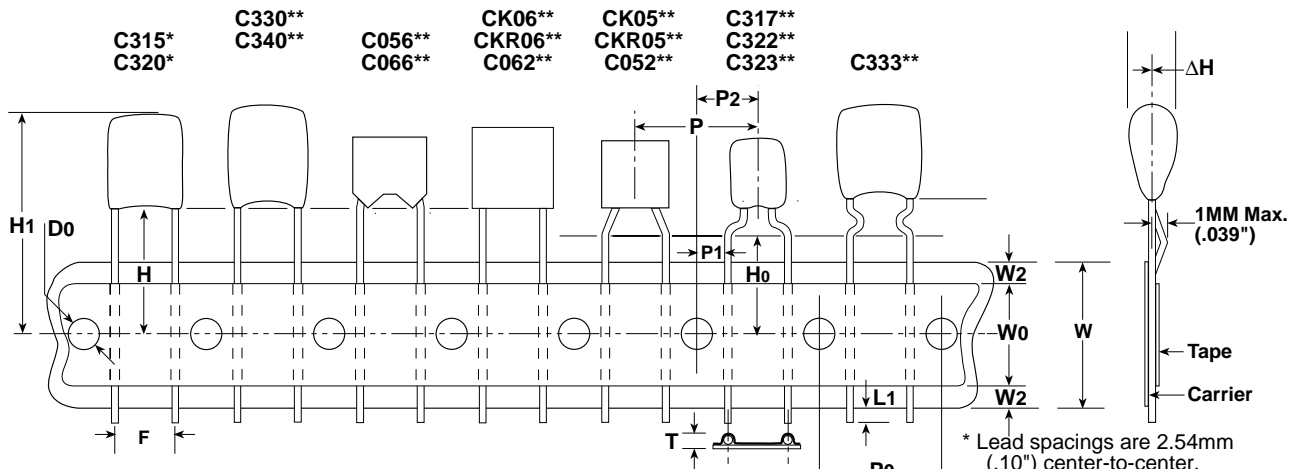 C315*
C320*
C330**
C340**
C056**
C066**
CK06**
CKR06**
C062**
CK05**
CKR05**
C052**
C317**
C322**
C323**
C333**
ΔH
P2
P
H1
D0
H
P1
H0
1MM Max.
(.039")
W2
W0
W
Tape
Carrier
W2
L1
F
T
* Lead spacings are 2.54mm
(.10") center-to-center.
P0